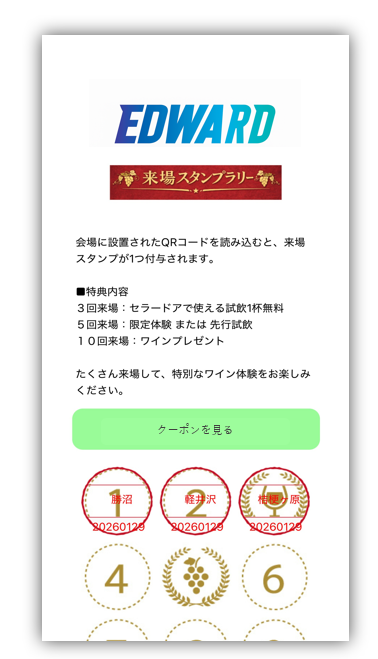 EDWARD
来場スタンプラリー
会場に設置されたQRコードを読み込むと、来場
スタンプが1つ付与されます。
■特典内容
３回来場：セラードアで使える試飲1杯無料
５回来場：限定体験 または 先行試飲
１０回来場：ワインプレゼント
たくさん来場して、特別なワイン体験をお楽しみ
ください。
クーポンを見る
1 2
勝沼 軽井沢 桔梗ヶ原
20260129 20260129 20260129
4 6